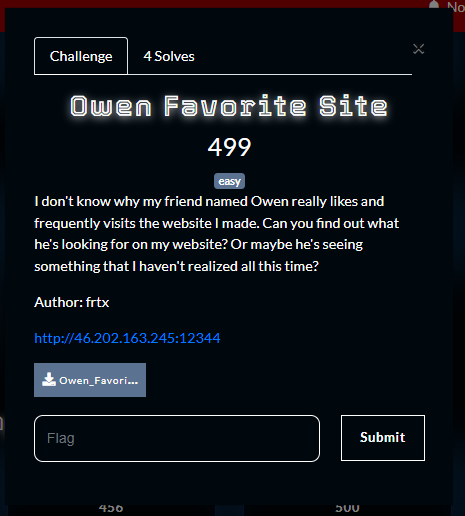 No
Challenge
4 Solves
×
Owen Favorite Site
499
easy
I don't know why my friend named Owen really likes and
frequently visits the website I made. Can you find out what
he's looking for on my website? Or maybe he's seeing
something that I haven't realized all this time?
Author: frtx
http://46.202.163.245:12344
Owen_Favori...
Flag
Submit
456
500